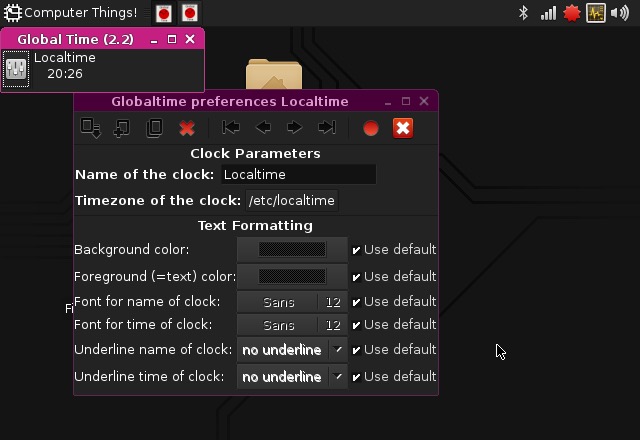 Computer Things!
Global Time (2.2)
Localtime
20:26
Globaltime preferences Localtime
Clock Parameters
Name of the clock: Localtime
Timezone of the clock: /etc/localtime
Text Formatting
Background color: Use default
Foreground (=text) color: Use default
Font for name of clock: Sans 12 Use default
Font for time of clock: Sans 12 Use default
Underline name of clock: no underline Use default
Underline time of clock: no underline Use default